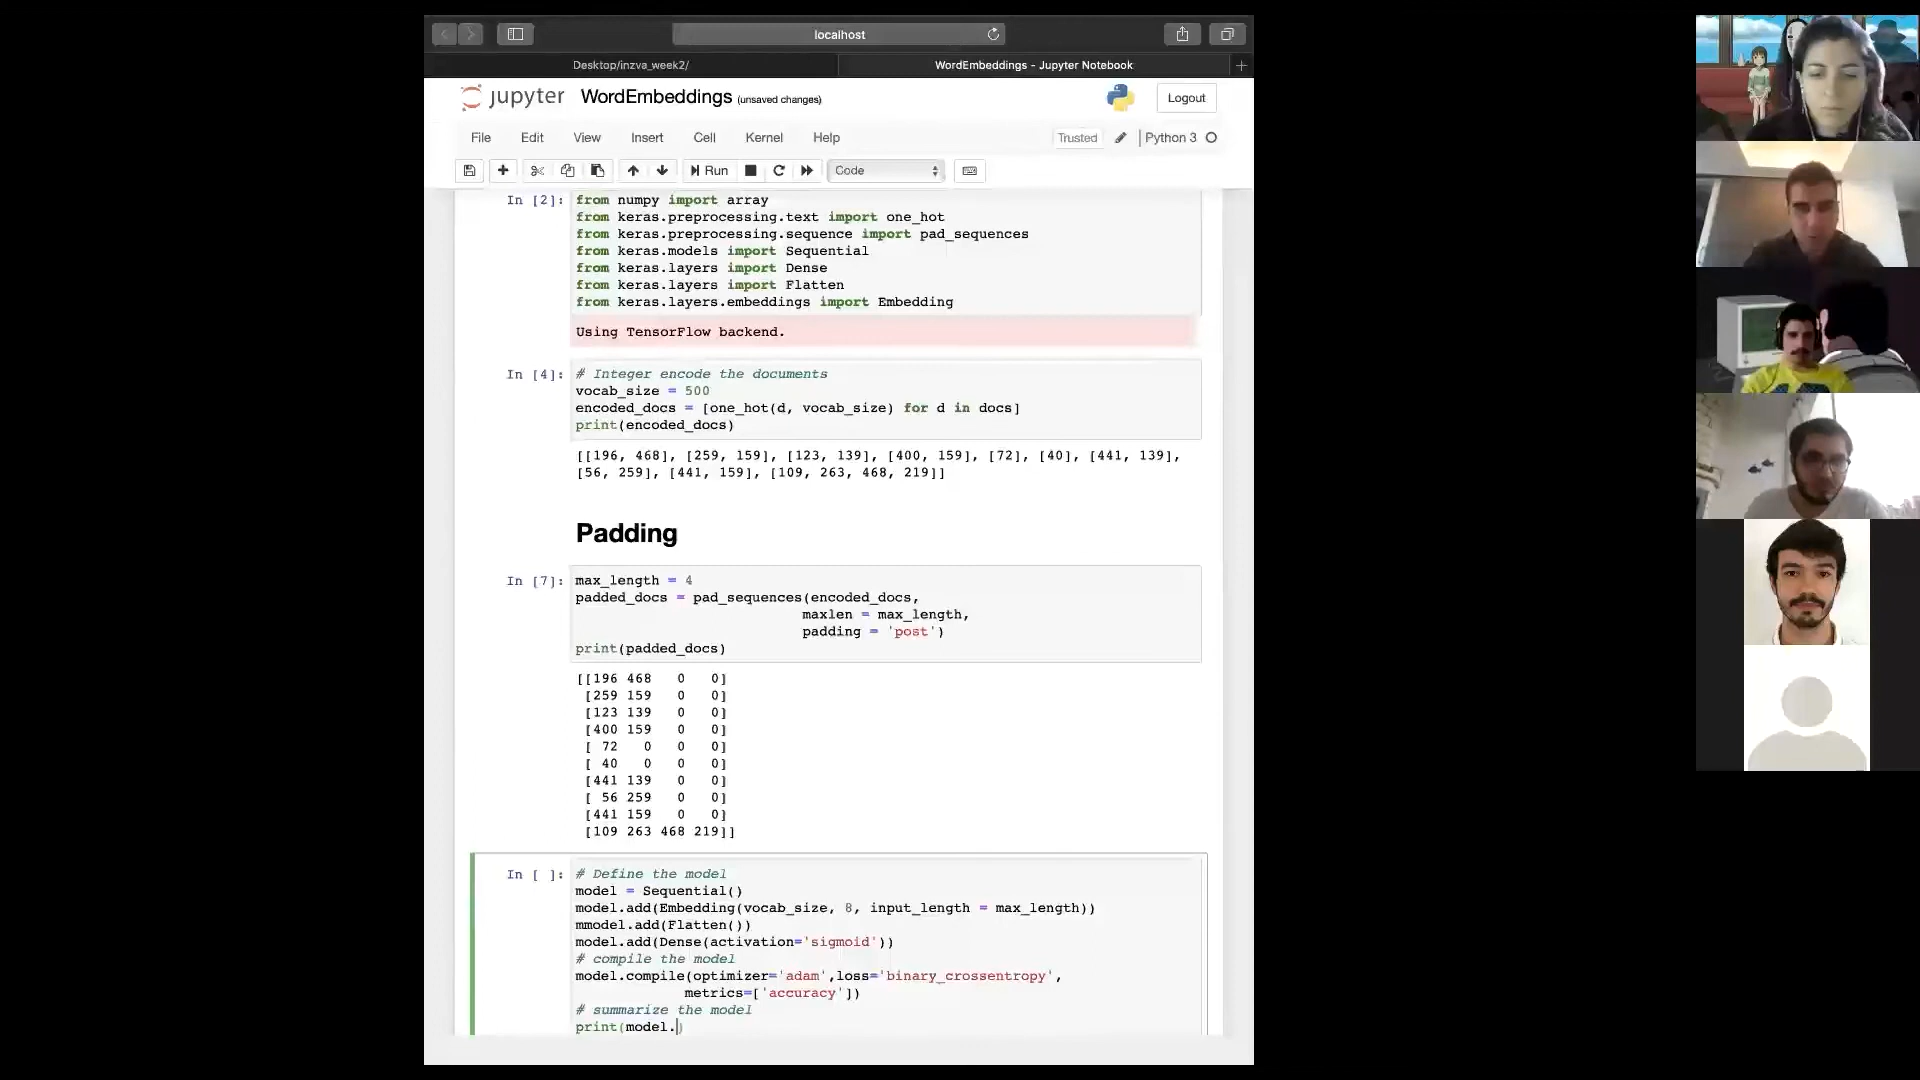 localhost
Desktop/inzva_week2/
WordEmbeddings - Jupyter Notebook
jupyter WordEmbeddings (unsaved changes)
Logout
File Edit View Insert Cell Kernel Help
Trusted Python 3
Run
Code
In [2]: from numpy import array
from keras.preprocessing.text import one_hot
from keras.preprocessing.sequence import pad_sequences
from keras.models import Sequential
from keras.layers import Dense
from keras.layers import Flatten
from keras.layers.embeddings import Embedding
Using TensorFlow backend.
In [4]: # Integer encode the documents
vocab_size = 500
encoded_docs = [one_hot(d, vocab_size) for d in docs]
print(encoded_docs)
[[196, 468], [259, 159], [123, 139], [400, 159], [72], [40], [441, 139],
[56, 259], [441, 159], [109, 263, 468, 219]]
Padding
In [7]: max_length = 4
padded_docs = pad_sequences(encoded_docs,
maxlen = max_length,
padding = 'post')
print(padded_docs)
[[196 468 0 0]
[259 159 0 0]
[123 139 0 0]
[400 159 0 0]
[ 72 0 0 0]
[ 40 0 0 0]
[441 139 0 0]
[ 56 259 0 0]
[441 159 0 0]
[109 263 468 219]]
In [ ]: # Define the model
model = Sequential()
model.add(Embedding(vocab_size, 8, input_length = max_length))
mmodel.add(Flatten())
model.add(Dense(activation='sigmoid'))
# compile the model
model.compile(optimizer='adam',loss='binary_crossentropy',
metrics=['accuracy'])
# summarize the model
print(model.)